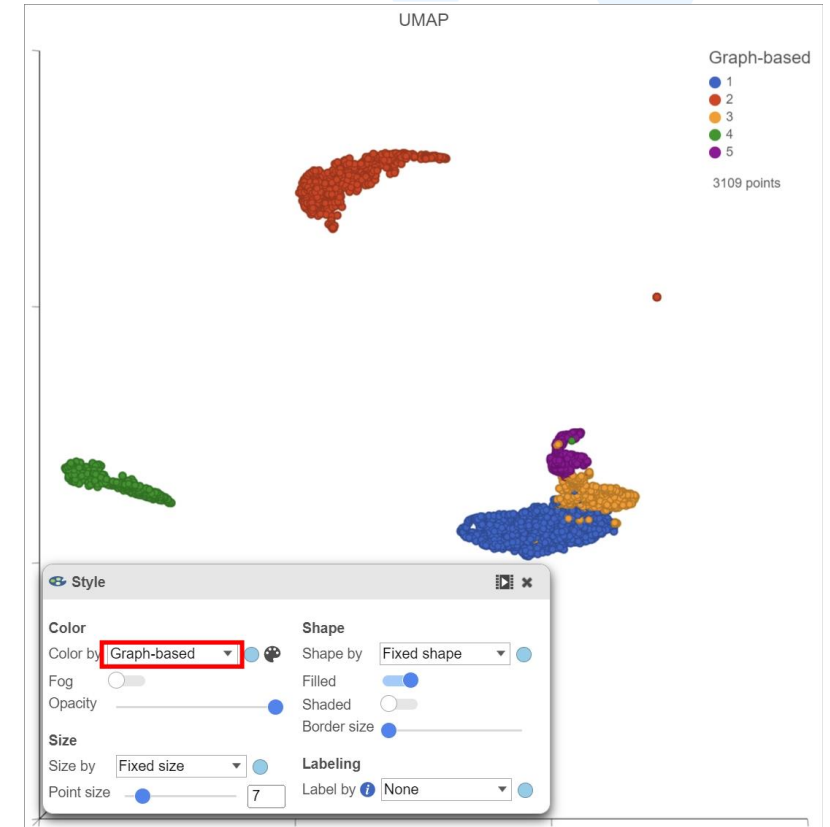 UMAP
Graph-based
1
2
3
4
5
3109 points
Style
Color
Color by Graph-based
Fog
Opacity
Size
Size by Fixed size
Point size 7
Shape
Shape by Fixed shape
Filled
Shaded
Border size
Labeling
Label by i None